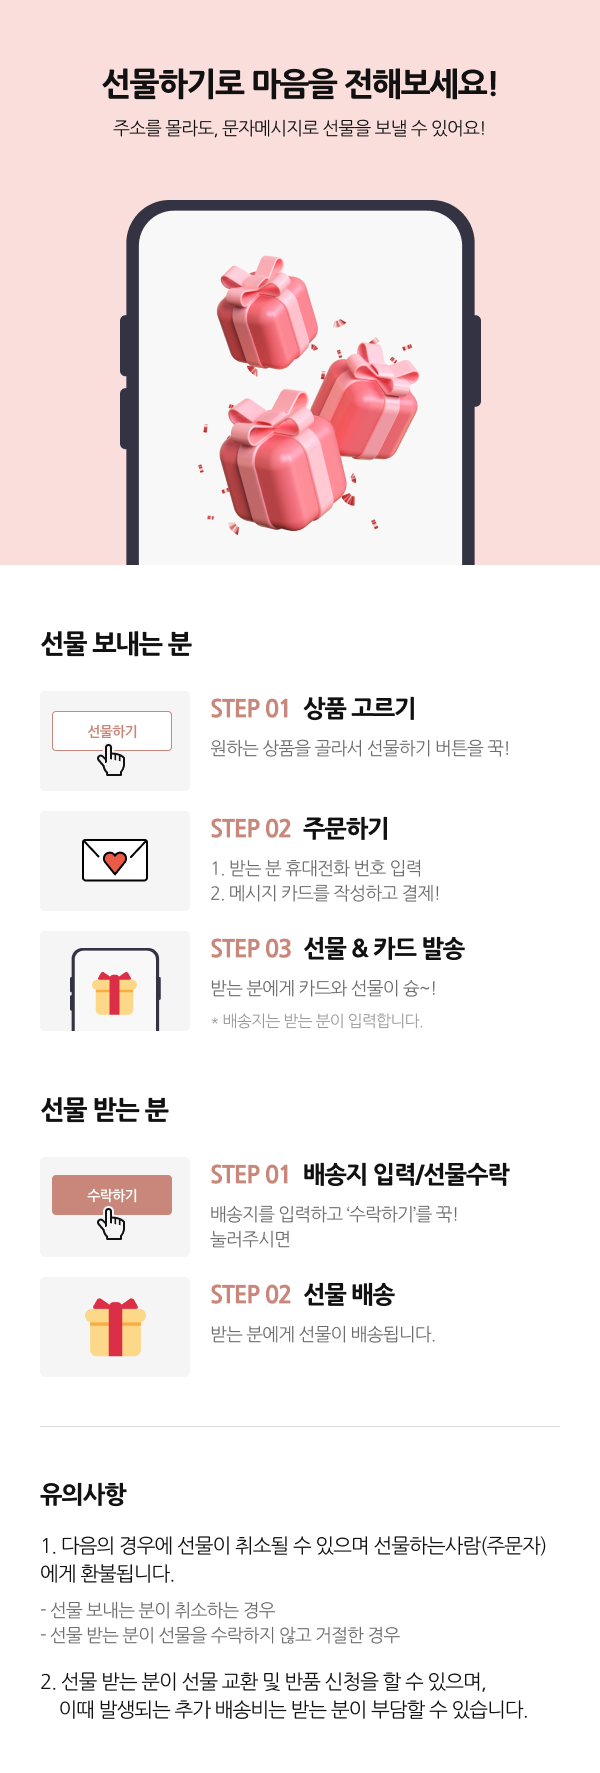 선물하기로 마음을 전해보세요!
주소를 몰라도, 문자메시지로 선물을 보낼 수 있어요!
선물 보내는 분
선물하기
STEP 01 상품 고르기
원하는 상품을 골라서 선물하기 버튼을 꾹!
STEP 02 주문하기
1. 받는 분 휴대전화 번호 입력
2. 메시지 카드를 작성하고 결제!
STEP 03 선물 & 카드 발송
받는 분에게 카드와 선물이 슝~!
* 배송지는 받는 분이 입력합니다.
선물 받는 분
수락하기
STEP 01 배송지 입력/선물수락
배송지를 입력하고 ‘수락하기’를 꾹!
눌러주시면
STEP 02 선물 배송
받는 분에게 선물이 배송됩니다.
유의사항
1. 다음의 경우에 선물이 취소될 수 있으며 선물하는사람(주문자)
에게 환불됩니다.
- 선물 보내는 분이 취소하는 경우
- 선물 받는 분이 선물을 수락하지 않고 거절한 경우
2. 선물 받는 분이 선물 교환 및 반품 신청을 할 수 있으며,
이때 발생되는 추가 배송비는 받는 분이 부담할 수 있습니다.